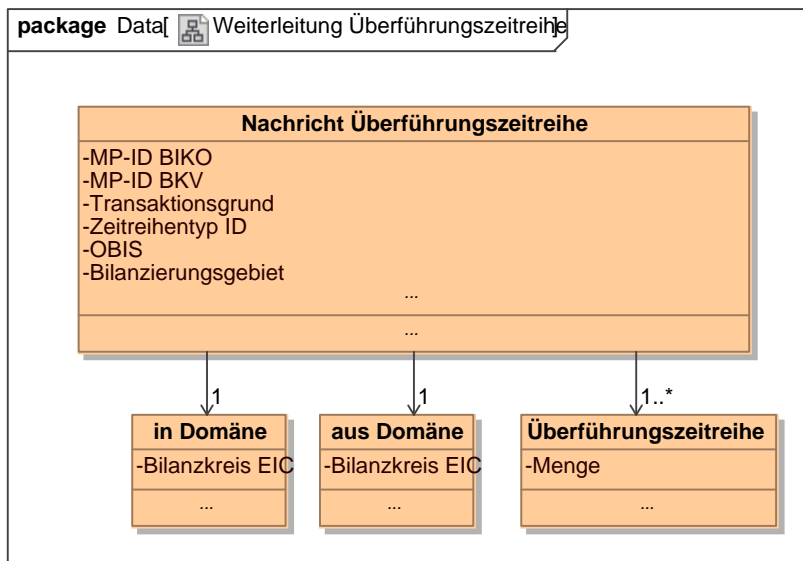 package Data[ Weiterleitung Überführungszeitreihe]
Nachricht Überführungszeitreihe
-MP-ID BIKO
-MP-ID BKV
-Transaktionsgrund
-Zeitreihentyp ID
-OBIS
-Bilanzierungsgebiet
...
...
1 1 1..*
in Domäne aus Domäne Überführungszeitreihe
-Bilanzkreis EIC -Bilanzkreis EIC -Menge
... ... ...